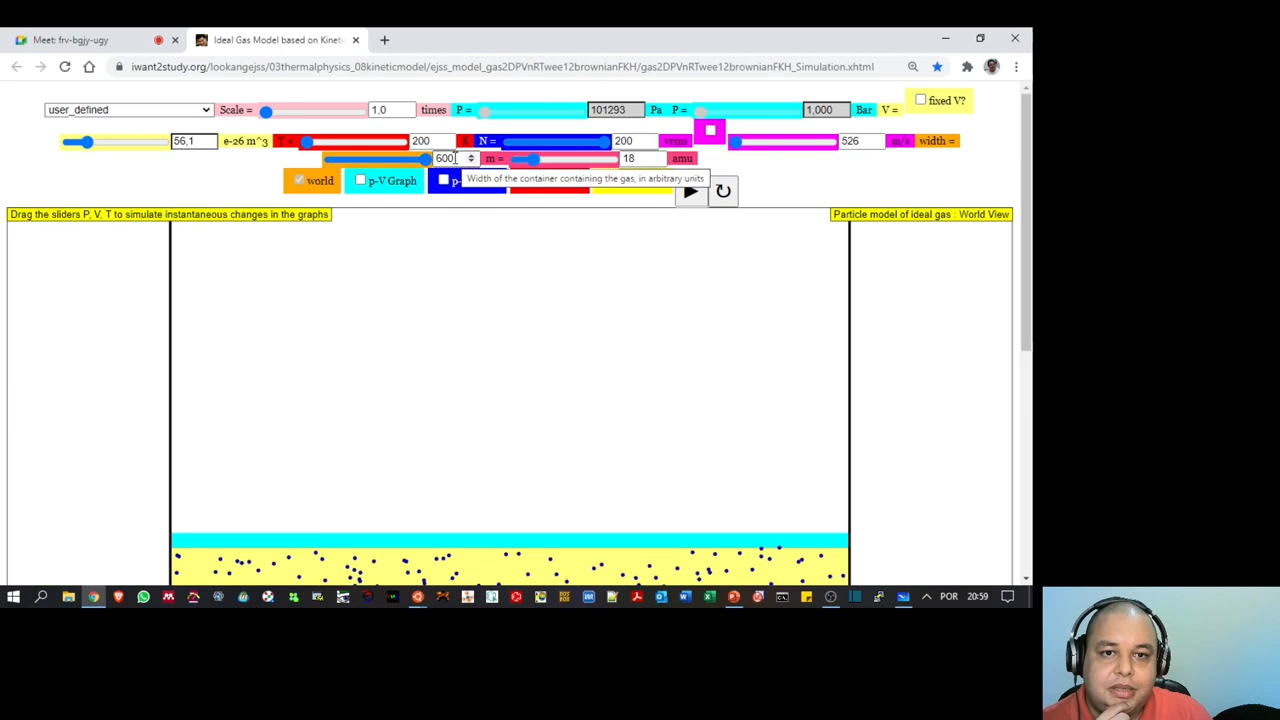 Meet: frv-bgjy-ugy
Ideal Gas Model based on Kinetic
iwant2study.org/lookangejss/03thermalphysics_08kineticmodel/ejss_model_gas2DPVnRTwee12brownianFKH/gas2DPVnRTwee12brownianFKH_Simulation.xhtml
user_defined Scale = 1,0 times P = 101293 Pa P = 1,000 Bar V = fixed V?
56,1 e-26 m^3 T = 200 K N = 200 vrms 526 m/s width =
600 m = 18 amu
world p-V Graph p-
Width of the container containing the gas, in arbitrary units
Drag the sliders P, V, T to simulate instantaneous changes in the graphs
Particle model of ideal gas : World View
POR 20:59